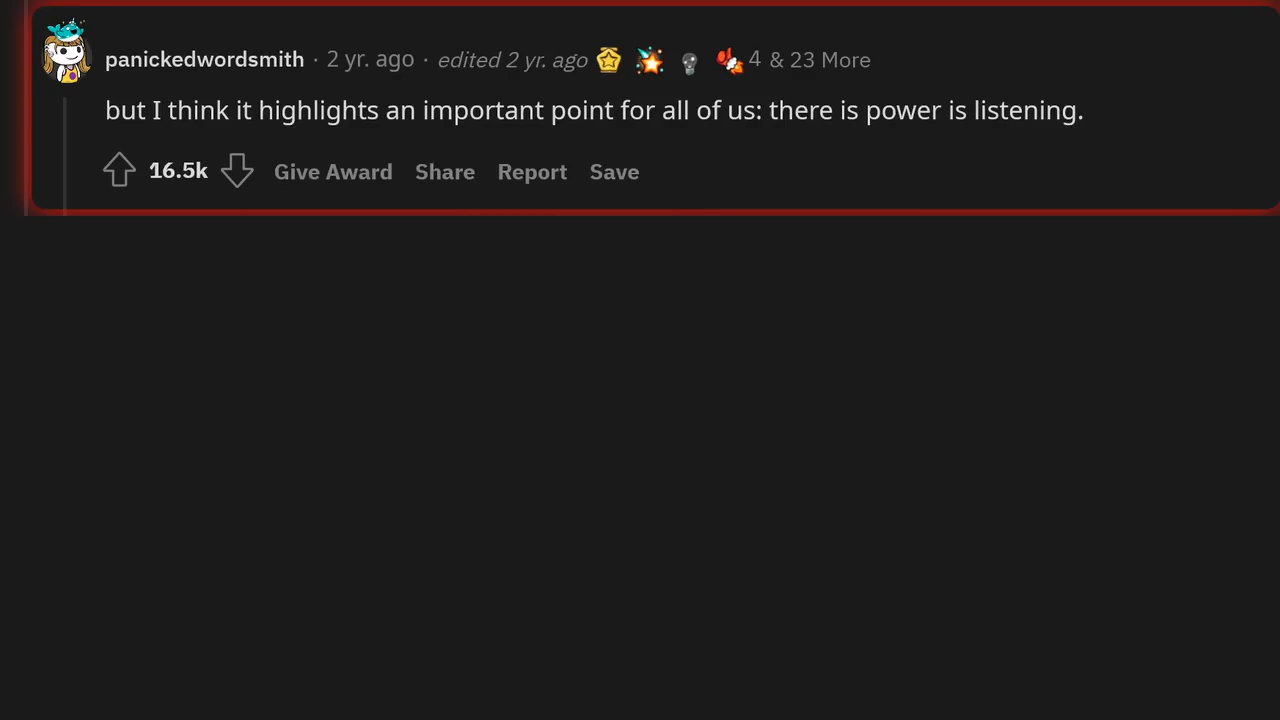 panickedwordsmith · 2 yr. ago · edited 2 yr. ago 4 & 23 More
but I think it highlights an important point for all of us: there is power is listening.
16.5k Give Award Share Report Save